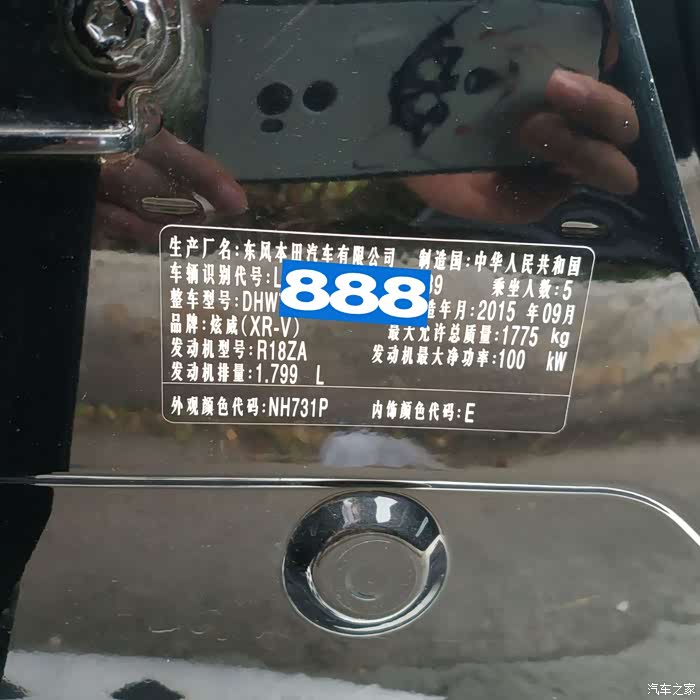 生产厂名:东风本田汽车有限公司 制造国:中华人民共和国
车辆识别代号:L 888 39 乘坐人数:5
整车型号:DHW 造年月:2015 年 09月
品牌:炫威(XR-V) 最大允许总质量:1775 kg
发动机型号:R18ZA 发动机最大净功率:100 kW
发动机排量:1.799 L
外观颜色代码:NH731P 内饰颜色代码:E
汽车之家